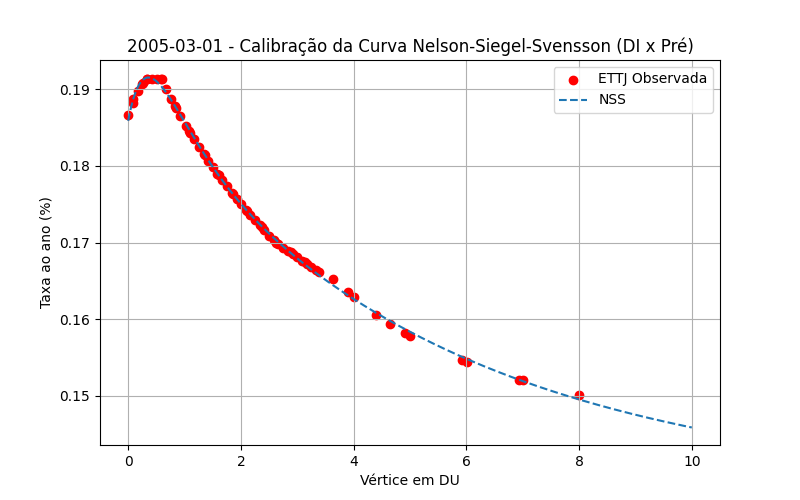 2005-03-01 - Calibração da Curva Nelson-Siegel-Svensson (DI x Pré)
ETTJ Observada
NSS
Taxa ao ano (%)
0.19
0.18
0.17
0.16
0.15
0 2 4 6 8 10
Vértice em DU